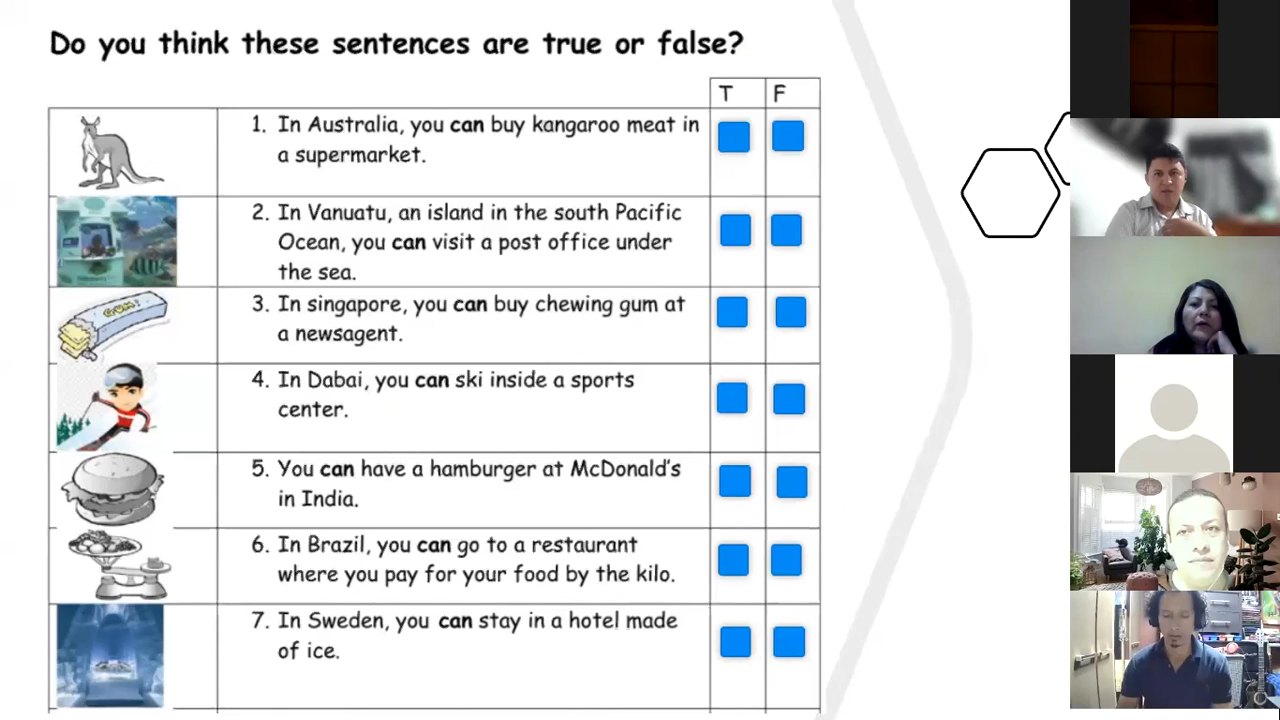 Do you think these sentences are true or false?
T F
1. In Australia, you can buy kangaroo meat in
a supermarket.
2. In Vanuatu, an island in the south Pacific
Ocean, you can visit a post office under
the sea.
GUM!
3. In singapore, you can buy chewing gum at
a newsagent.
4. In Dabai, you can ski inside a sports
center.
5. You can have a hamburger at McDonald's
in India.
6. In Brazil, you can go to a restaurant
where you pay for your food by the kilo.
7. In Sweden, you can stay in a hotel made
of ice.